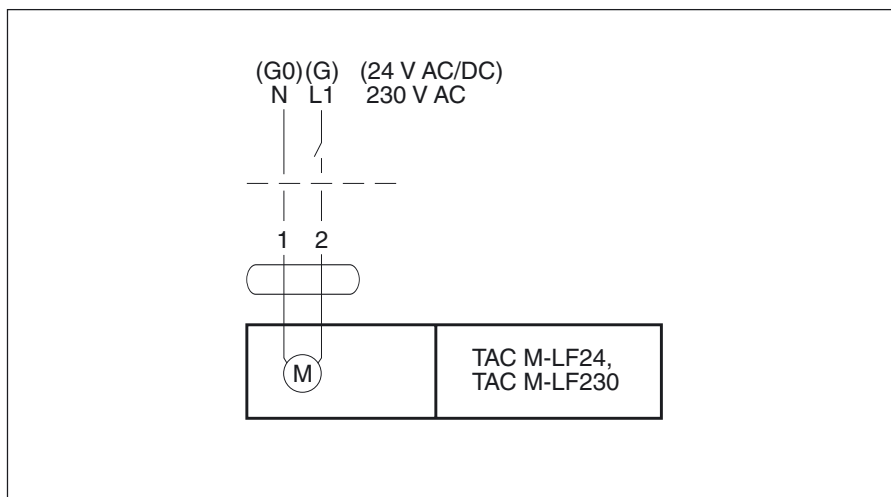 (G0) (G) (24 V AC/DC)
N L1 230 V AC
1 2
M
TAC M-LF24,
TAC M-LF230